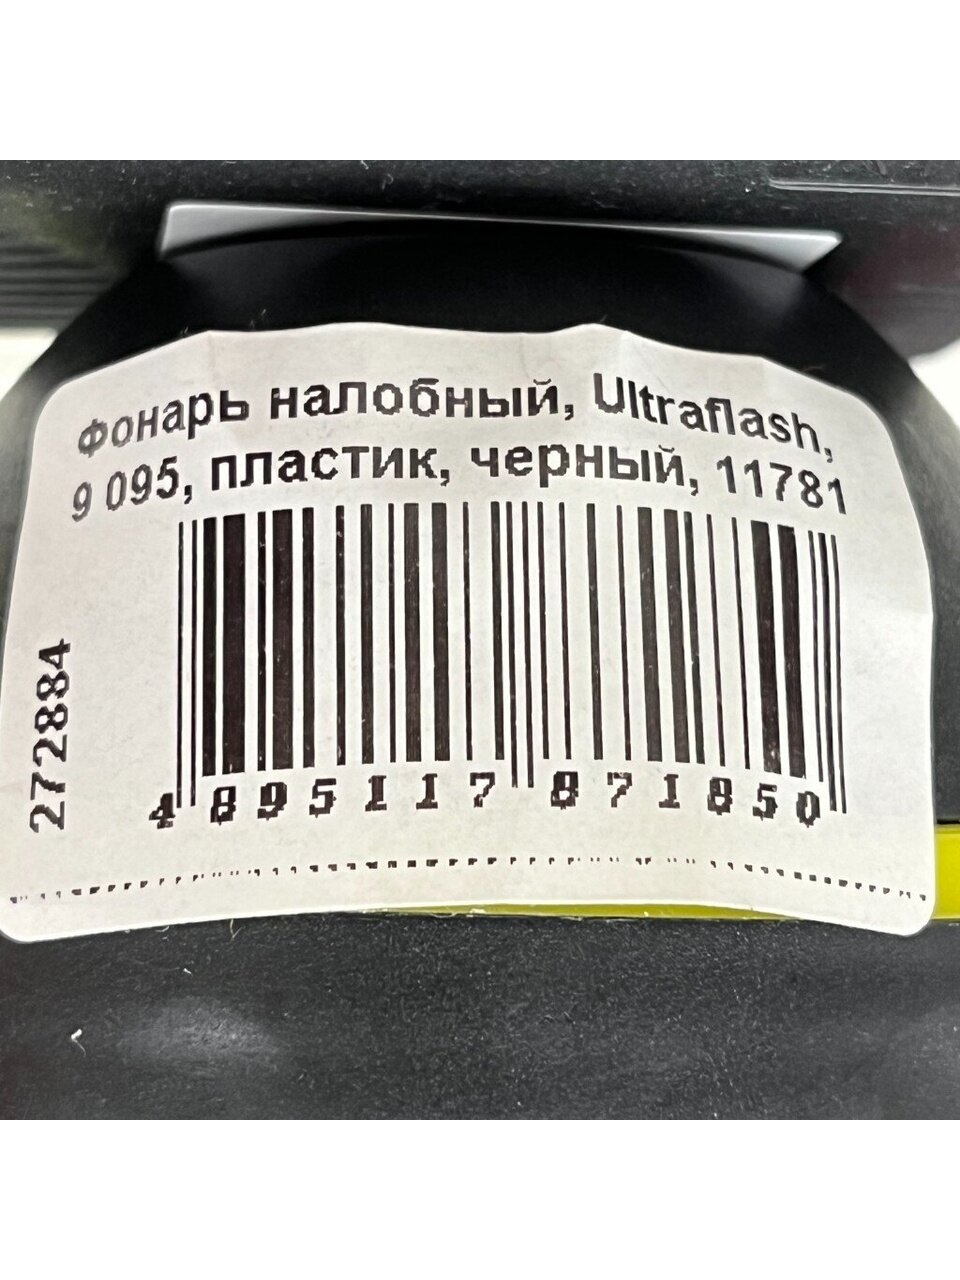 Фонарь налобный, Ultraflash,
9 095, пластик, черный, 11781
272884
4 895117 871850